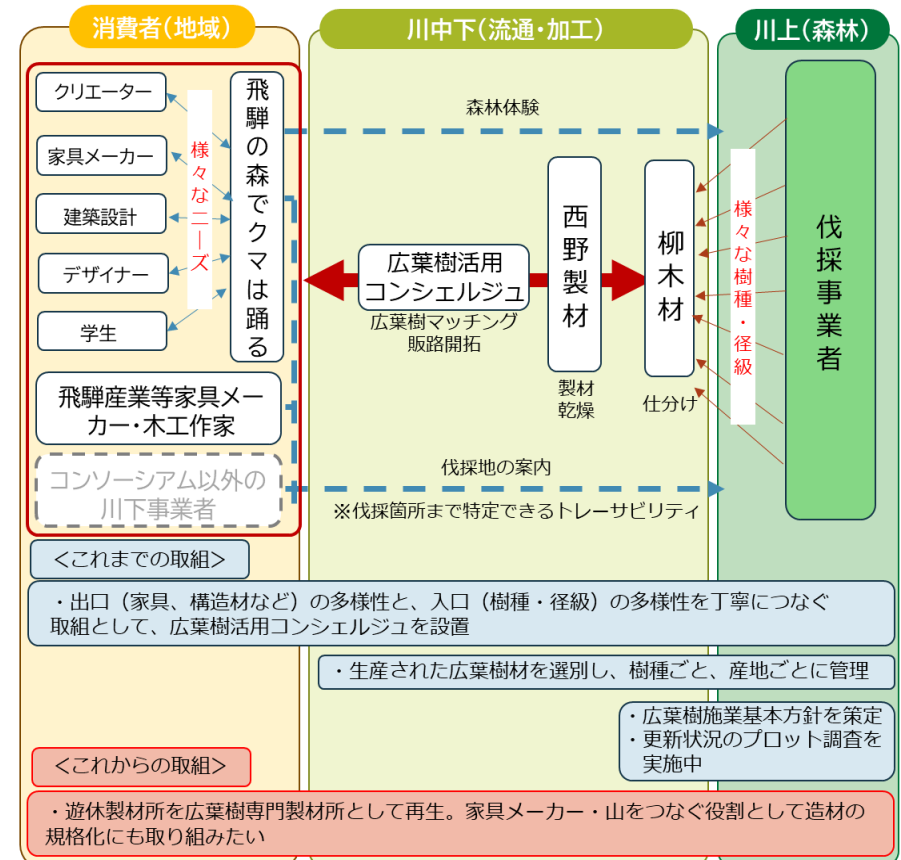 消費者（地域）
川中下（流通・加工）
川上（森林）
クリエーター
家具メーカー
建築設計
デザイナー
学生
様々なニーズ
飛騨の森でクマは踊る
飛騨産業等家具メー
カー・木工作家
コンソーシアム以外の
川下事業者
森林体験
広葉樹活用
コンシェルジュ
広葉樹マッチング
販路開拓
西野製材
製材
乾燥
柳木材
仕分け
様々な樹種・径級
伐採事業者
伐採地の案内
※伐採箇所まで特定できるトレーサビリティ
＜これまでの取組＞
・出口（家具、構造材など）の多様性と、入口（樹種・径級）の多様性を丁寧につなぐ
取組として、広葉樹活用コンシェルジュを設置
・生産された広葉樹材を選別し、樹種ごと、産地ごとに管理
・広葉樹施業基本方針を策定
・更新状況のプロット調査を
実施中
＜これからの取組＞
・遊休製材所を広葉樹専門製材所として再生。家具メーカー・山をつなぐ役割として造材の
規格化にも取り組みたい